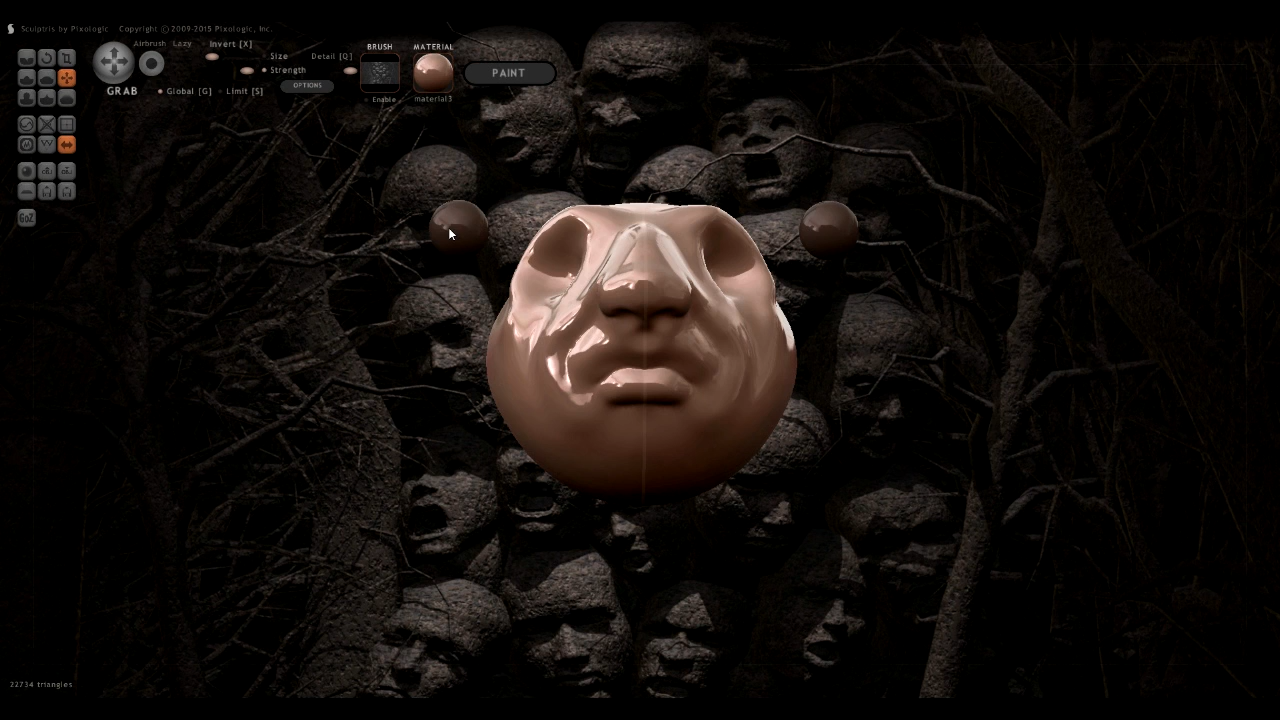 Sculptris by Pixologic Copyright © 2009-2015 Pixologic, Inc.
Airbrush Lazy Invert [X]
Size Detail [Q]
Strength
OPTIONS
GRAB
Global [G] Limit [S]
BRUSH
Enable
MATERIAL
material3
PAINT
GoZ
22734 triangles